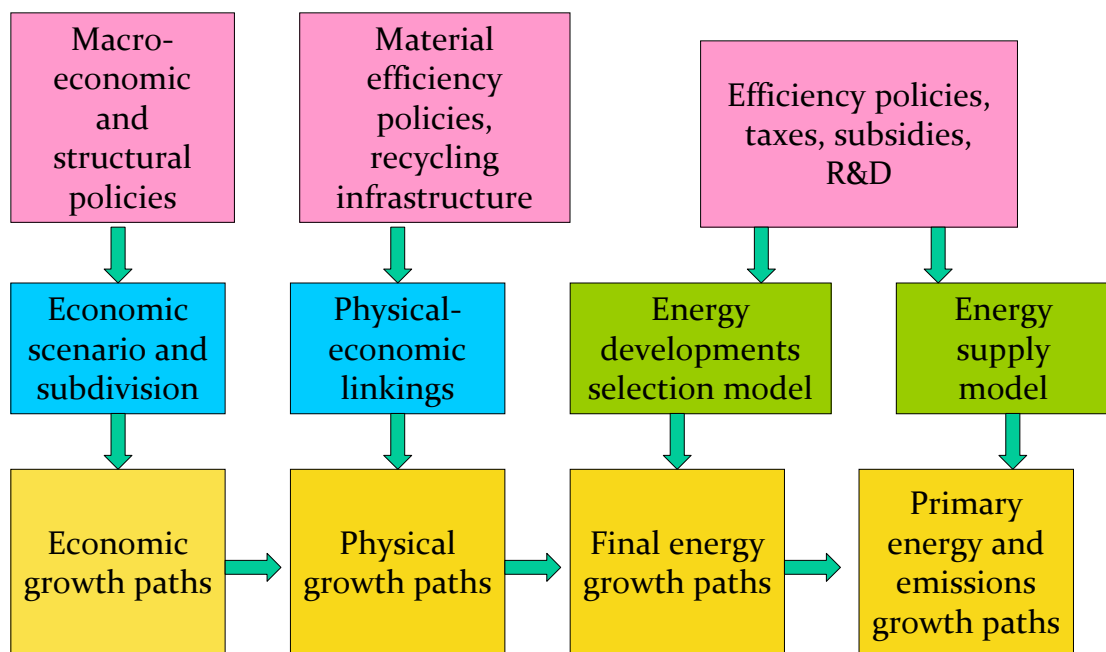 Macro-
economic
and
structural
policies
Material
efficiency
policies,
recycling
infrastructure
Efficiency policies,
taxes, subsidies,
R&D
Economic
scenario and
subdivision
Physical-
economic
linkings
Energy
developments
selection model
Energy
supply
model
Economic
growth paths
Physical
growth paths
Final energy
growth paths
Primary
energy and
emissions
growth paths